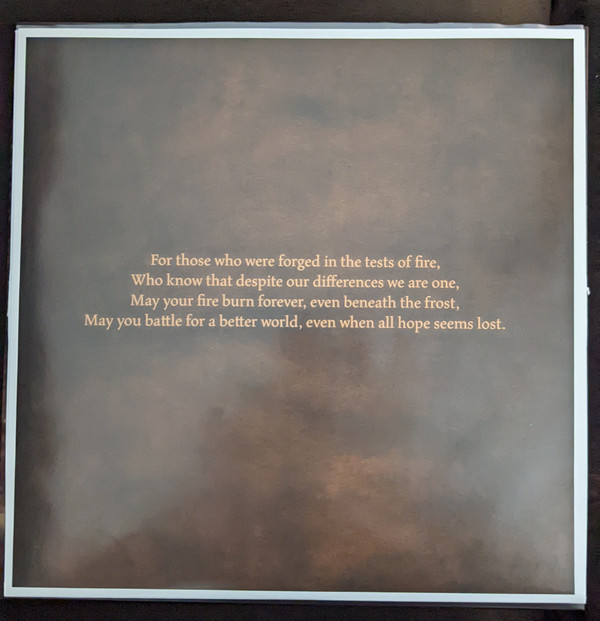 For those who were forged in the tests of fire,
Who know that despite our differences we are one,
May your fire burn forever, even beneath the frost,
May you battle for a better world, even when all hope seems lost.